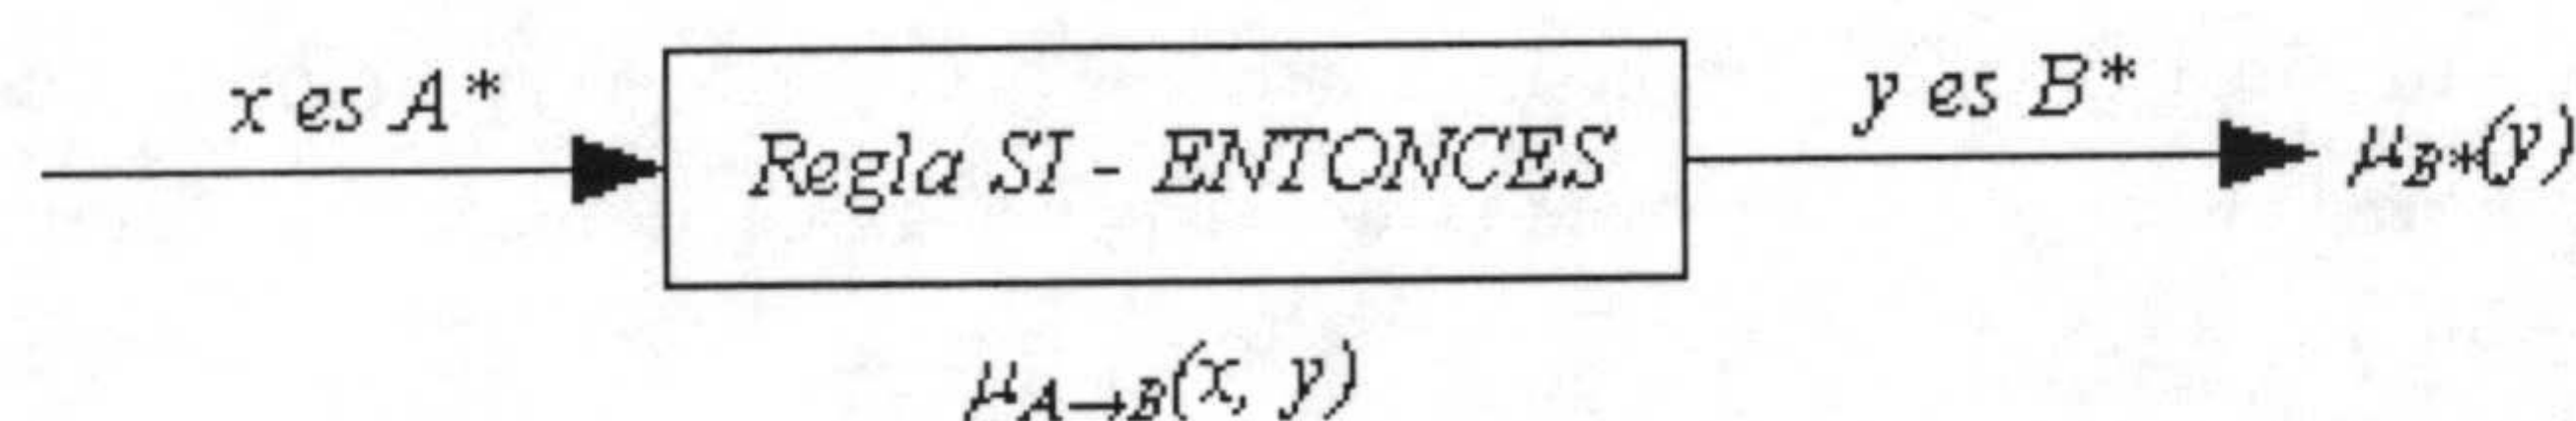 x es A*
Regla SI - ENTONCES
y es B*
μB*(y)
μA→B(x, y)